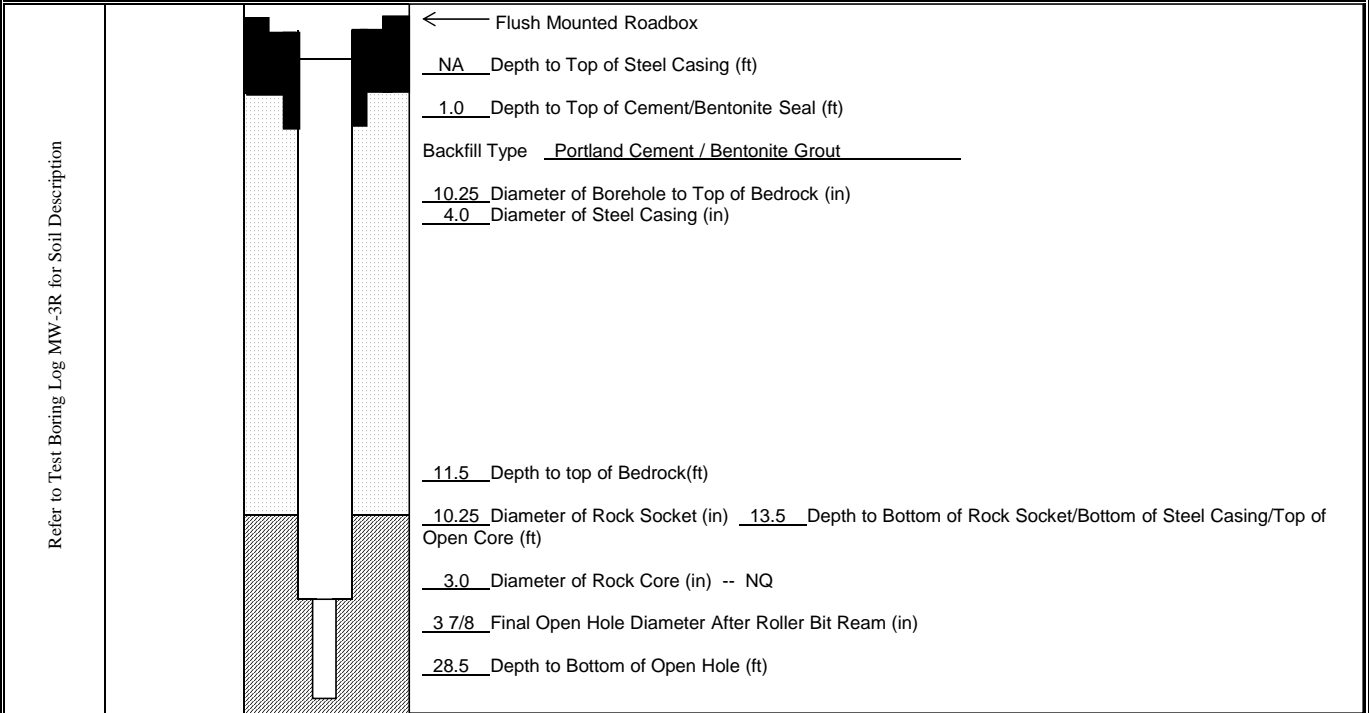 Refer to Test Boring Log MW-3R for Soil Description
Flush Mounted Roadbox
NA Depth to Top of Steel Casing (ft)
1.0 Depth to Top of Cement/Bentonite Seal (ft)
Backfill Type Portland Cement / Bentonite Grout
10.25 Diameter of Borehole to Top of Bedrock (in)
4.0 Diameter of Steel Casing (in)
11.5 Depth to top of Bedrock(ft)
10.25 Diameter of Rock Socket (in) 13.5 Depth to Bottom of Rock Socket/Bottom of Steel Casing/Top of
Open Core (ft)
3.0 Diameter of Rock Core (in) -- NQ
3 7/8 Final Open Hole Diameter After Roller Bit Ream (in)
28.5 Depth to Bottom of Open Hole (ft)